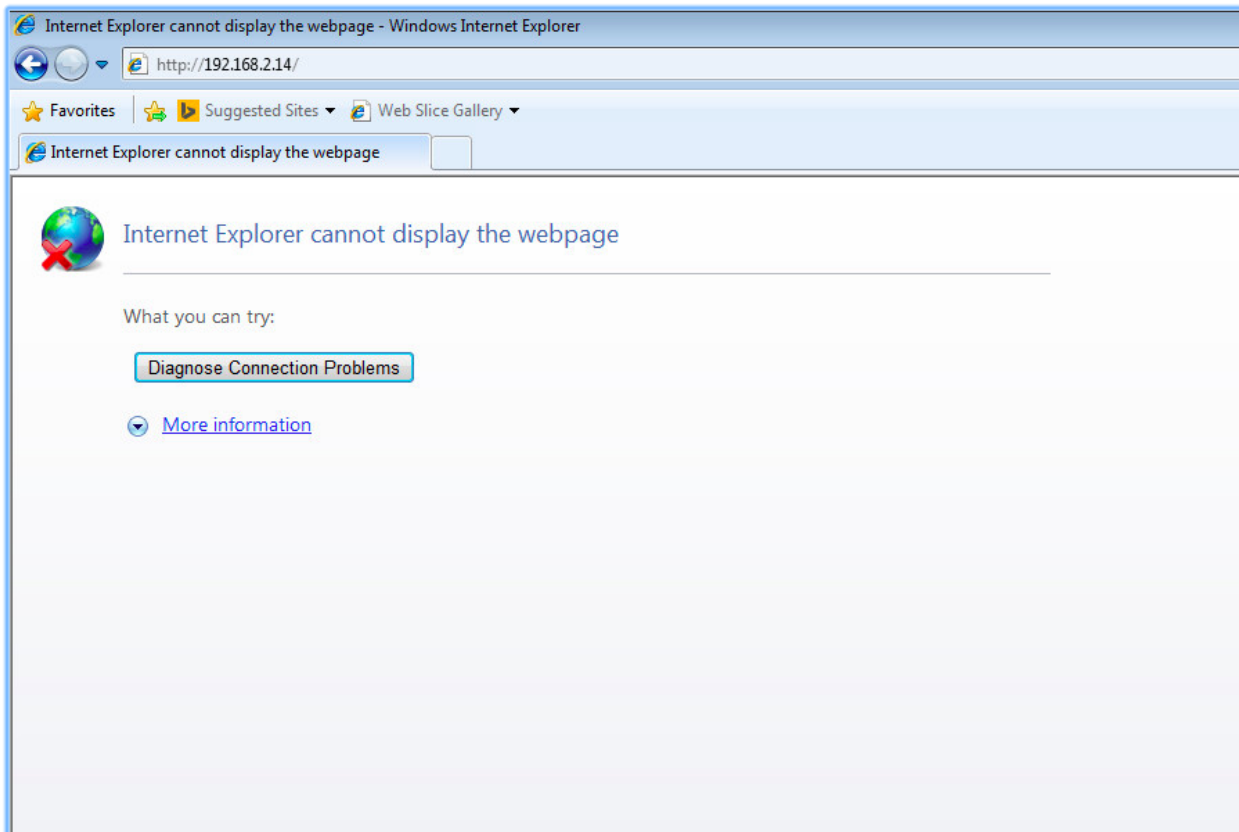 Internet Explorer cannot display the webpage - Windows Internet Explorer
http://192.168.2.14/
Favorites Suggested Sites Web Slice Gallery
Internet Explorer cannot display the webpage
Internet Explorer cannot display the webpage
What you can try:
Diagnose Connection Problems
More information